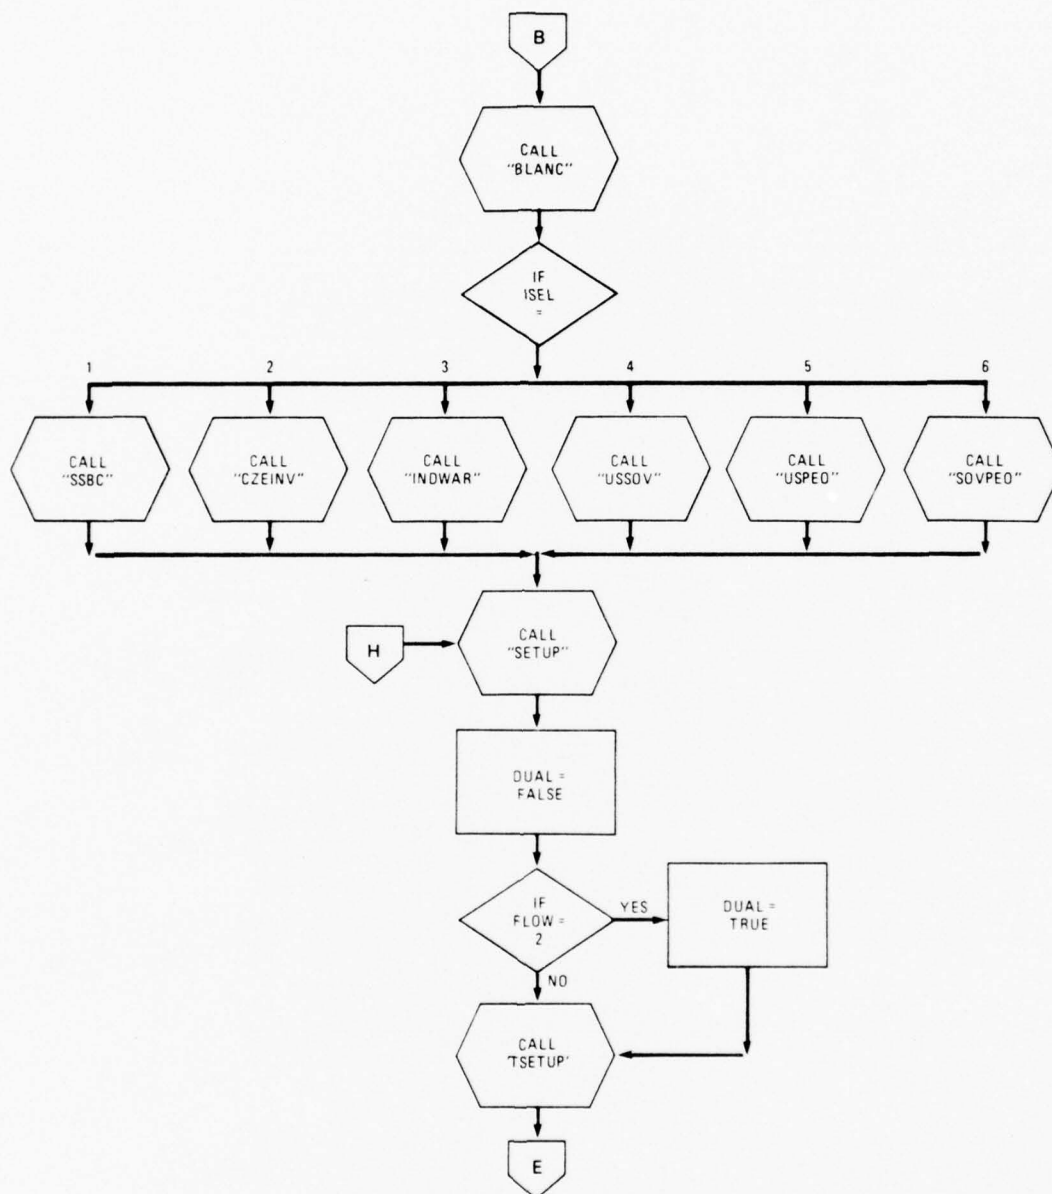 B
CALL
"BLANC"
IF
ISEL
=
1 2 3 4 5 6
CALL
"SSBC"
CALL
"CZEINV"
CALL
"INDWAR"
CALL
"USSOV"
CALL
"USPEO"
CALL
"SOVPEO"
H
CALL
"SETUP"
DUAL =
FALSE
IF
FLOW =
2
YES
DUAL =
TRUE
NO
CALL
"TSETUP'
E